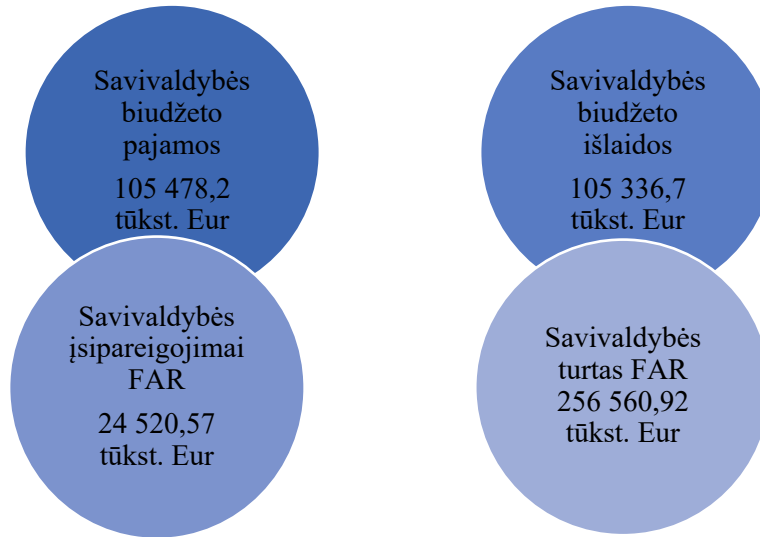 Savivaldybės
biudžeto
pajamos
105 478,2
tūkst. Eur
Savivaldybės
biudžeto
išlaidos
105 336,7
tūkst. Eur
Savivaldybės
įsipareigojimai
FAR
24 520,57
tūkst. Eur
Savivaldybės
turtas FAR
256 560,92
tūkst. Eur